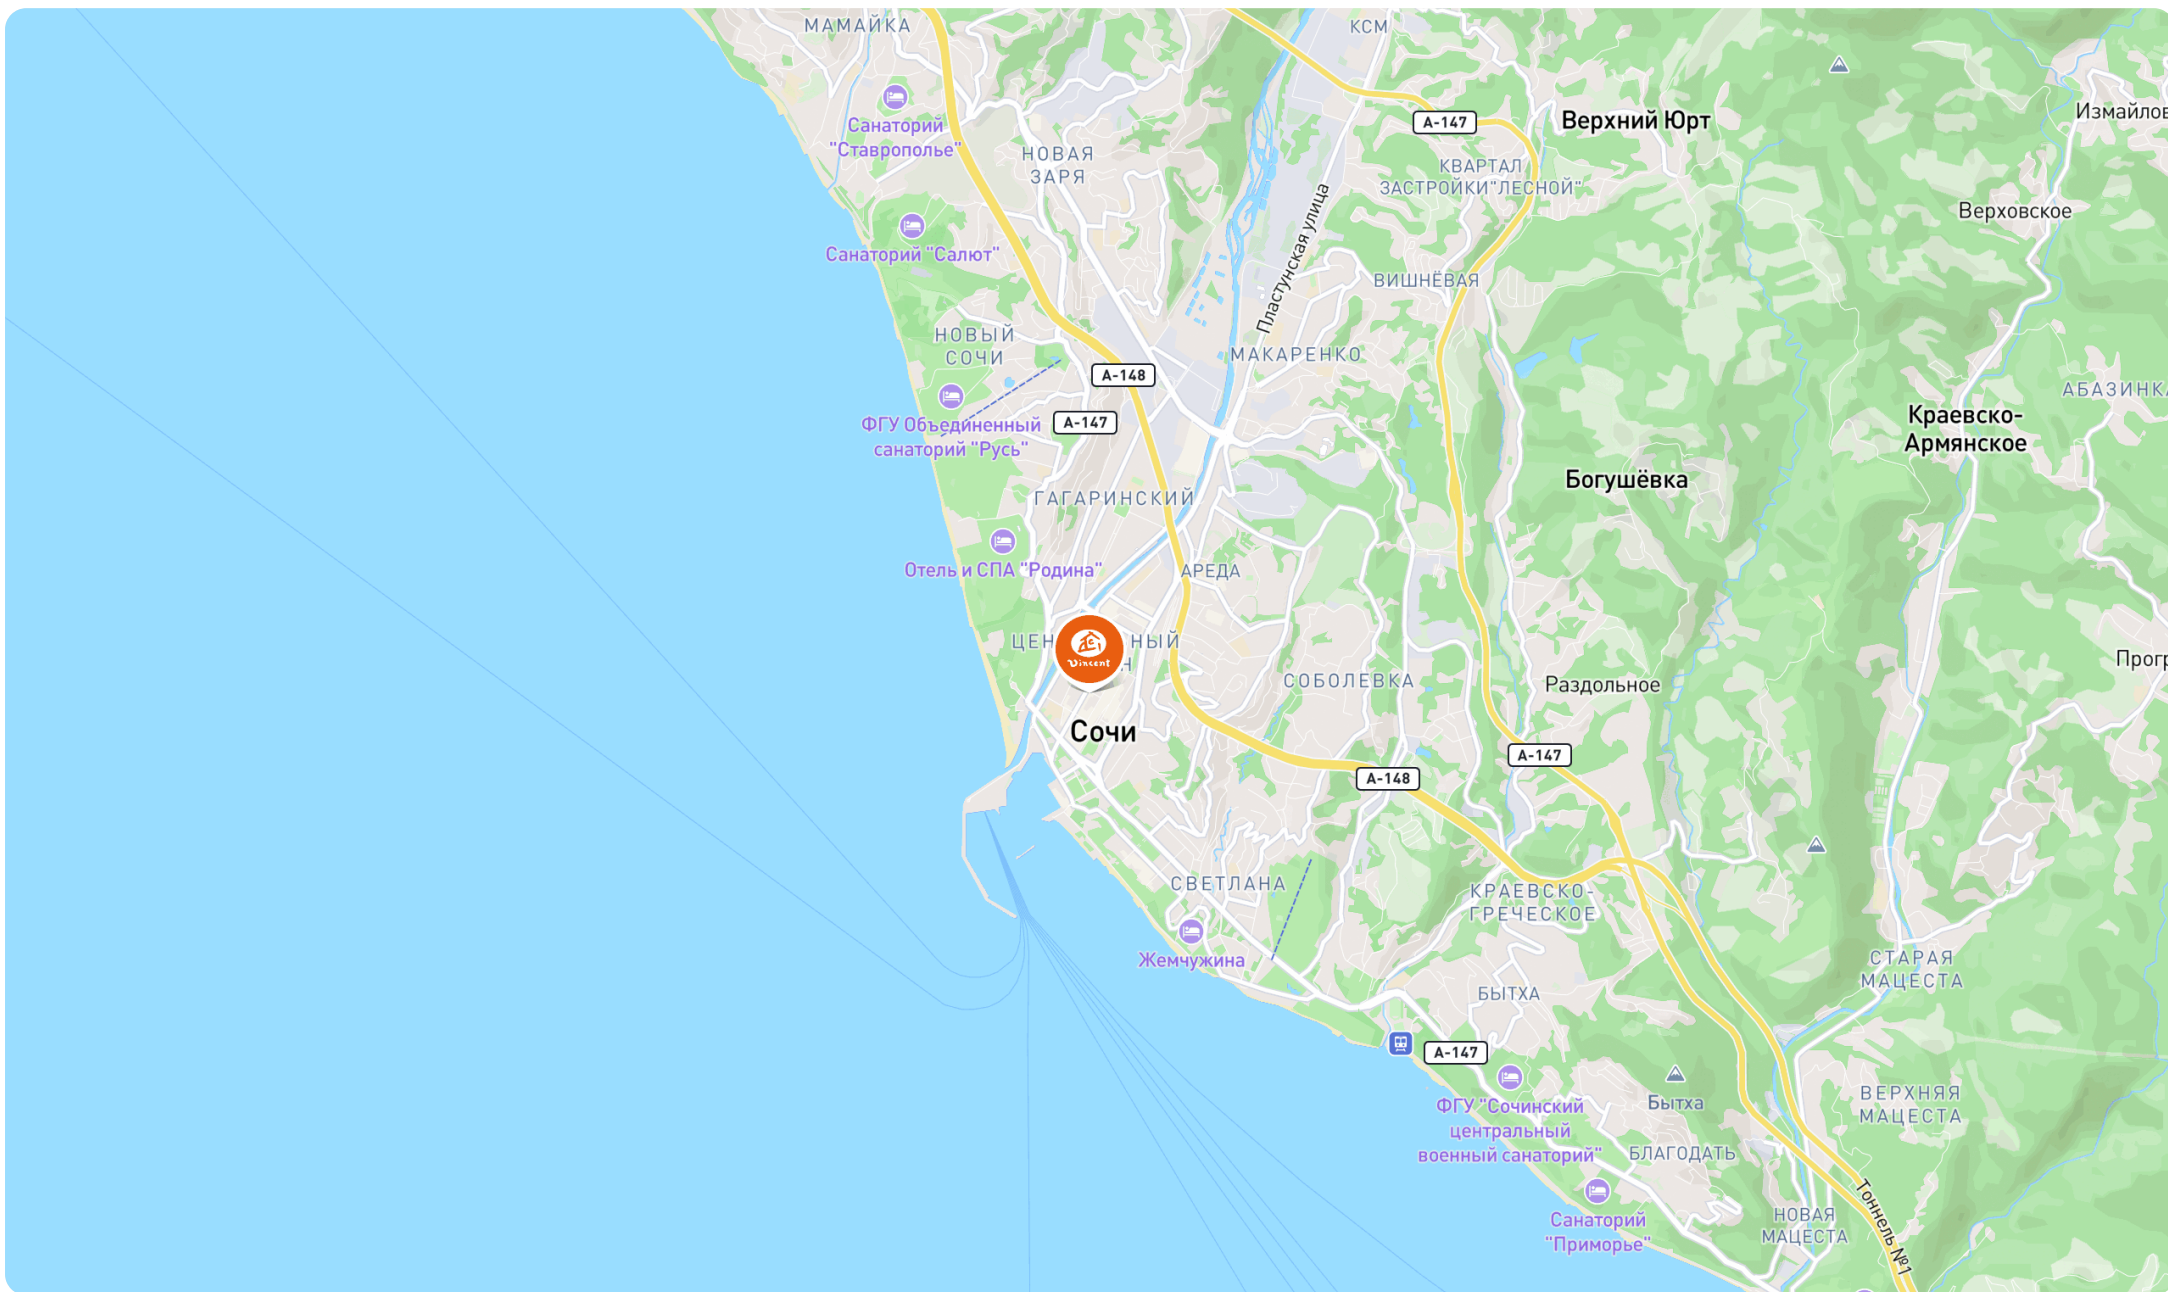 МАМАЙКА
КСМ
Санаторий
"Ставрополье"
НОВАЯ
ЗАРЯ
А-147
Верхний Юрт
Измайлов
КВАРТАЛ
ЗАСТРОЙКИ"ЛЕСНОЙ"
Верховское
Пластунская улица
Санаторий "Салют"
ВИШНЁВАЯ
НОВЫЙ
СОЧИ
МАКАРЕНКО
А-148
АБАЗИНКА
А-147
ФГУ Объединенный
санаторий "Русь"
Краевско-
Армянское
Богушёвка
ГАГАРИНСКИЙ
Отель и СПА "Родина"
АРЕДА
ЦЕН
НЫЙ
Н
Vincent
СОБОЛЕВКА
Раздольное
Прогр
Сочи
А-147
А-148
СВЕТЛАНА
КРАЕВСКО-
ГРЕЧЕСКОЕ
Жемчужина
СТАРАЯ
МАЦЕСТА
БЫТХА
А-147
ФГУ "Сочинский
центральный
военный санаторий"
Бытха
ВЕРХНЯЯ
МАЦЕСТА
БЛАГОДАТЬ
Санаторий
"Приморье"
НОВАЯ
МАЦЕСТА
Тоннель №1